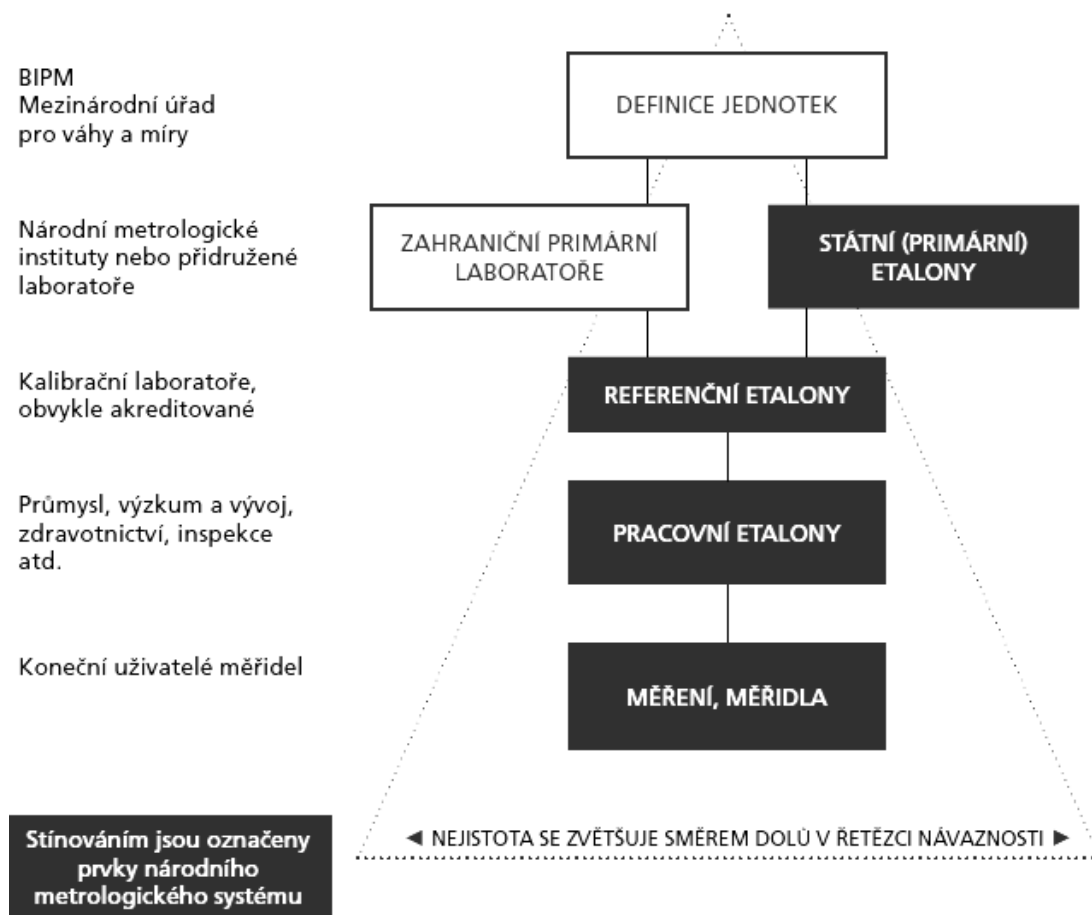 BIPM
Mezinárodní úřad
pro váhy a míry
DEFINICE JEDNOTEK
Národní metrologické
instituty nebo přidružené
laboratoře
ZAHRANIČNÍ PRIMÁRNÍ
LABORATOŘE
STÁTNÍ (PRIMÁRNÍ)
ETALONY
Kalibrační laboratoře,
obvykle akreditované
REFERENČNÍ ETALONY
Průmysl, výzkum a vývoj,
zdravotnictví, inspekce
atd.
PRACOVNÍ ETALONY
Koneční uživatelé měřidel
MĚŘENÍ, MĚŘIDLA
Stínováním jsou označeny
prvky národního
metrologického systému
◄ NEJISTOTA SE ZVĚTŠUJE SMĚREM DOLŮ V ŘETĚZCI NÁVAZNOSTI ►